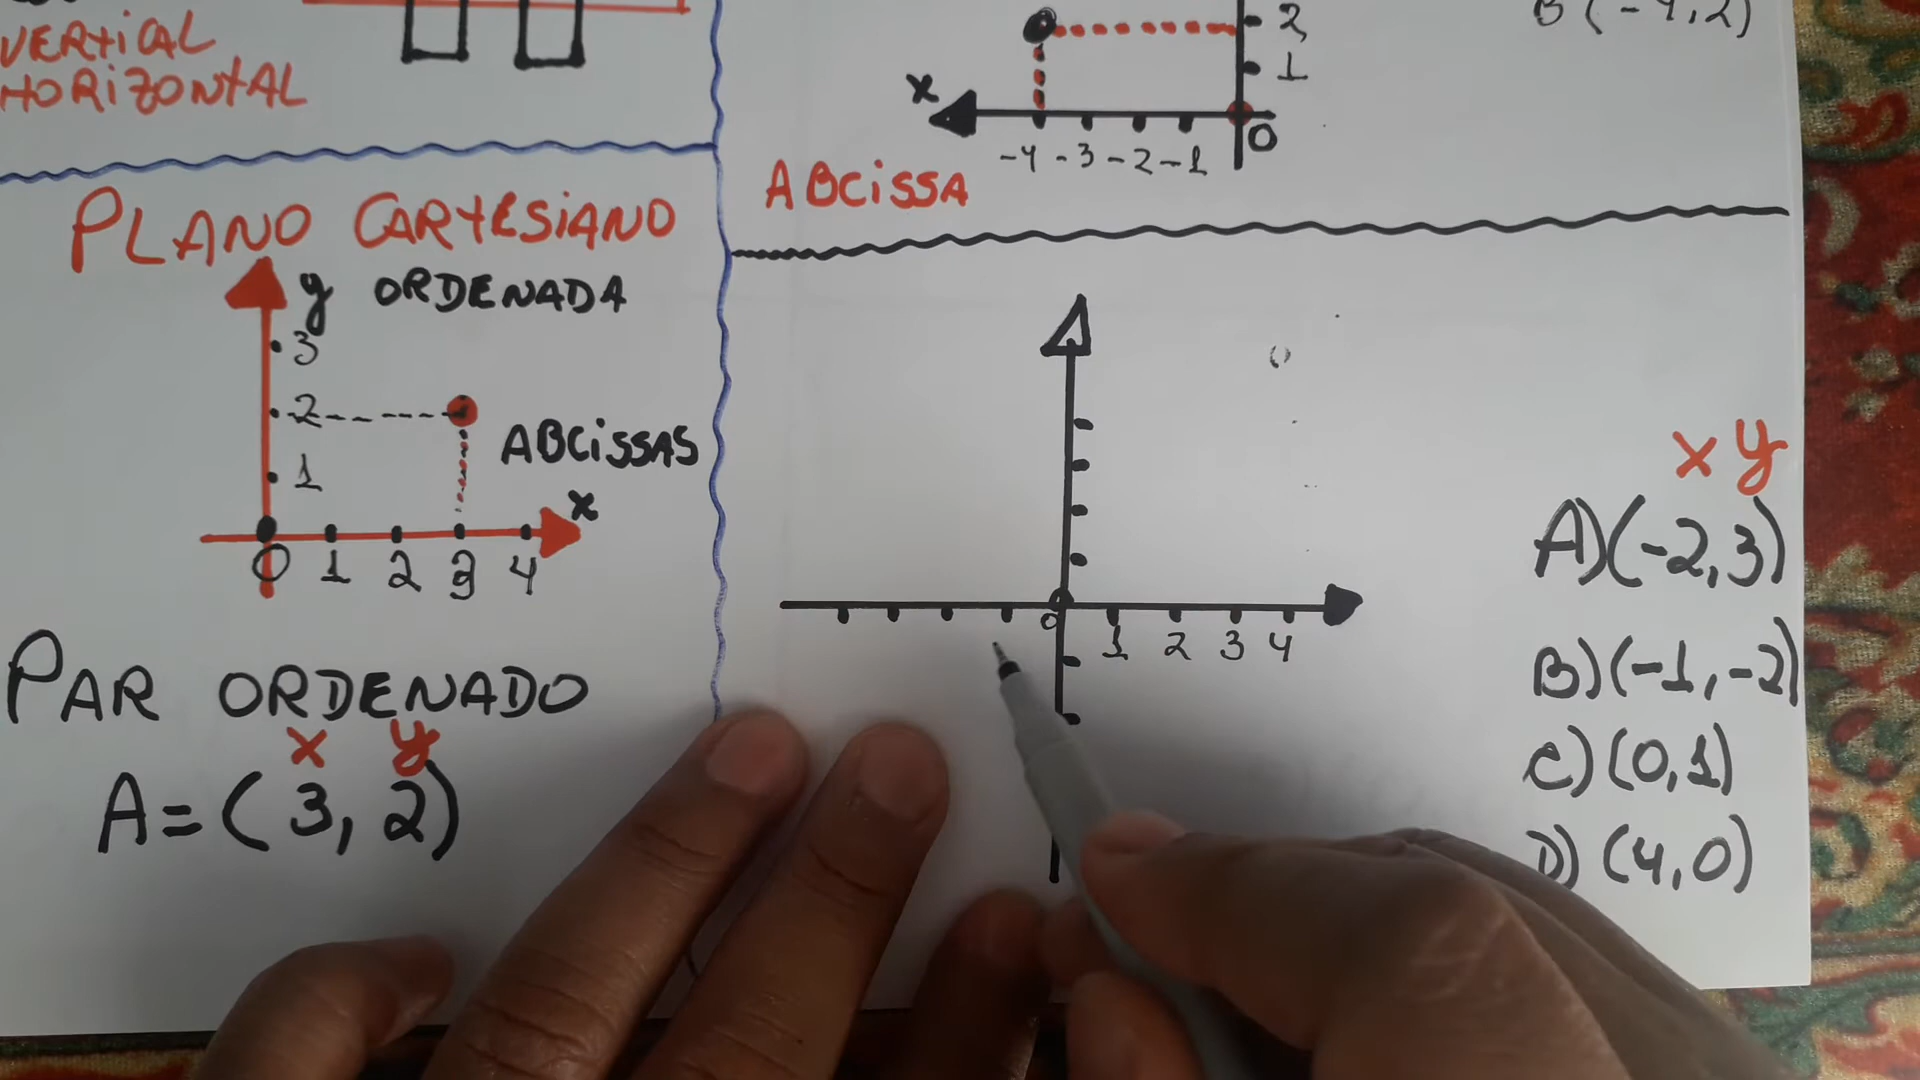 VERTICAL
HORIZONTAL
PLANO CARTESIANO
y ORDENADA
3
2
1
ABCISSAS
x
0 1 2 3 4
PAR ORDENADO
x y
A=(3,2)
B(-4,2)
2
1
x
0
-4 -3 -2 -1
ABCISSA
0 1 2 3 4
x y
A)(-2,3)
B)(-1,-2)
C)(0,1)
D)(4,0)